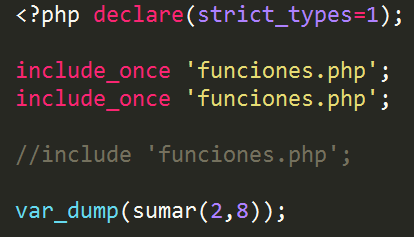 <?php declare(strict_types=1);
include_once 'funciones.php';
include_once 'funciones.php';
//include 'funciones.php';
var_dump(sumar(2,8));